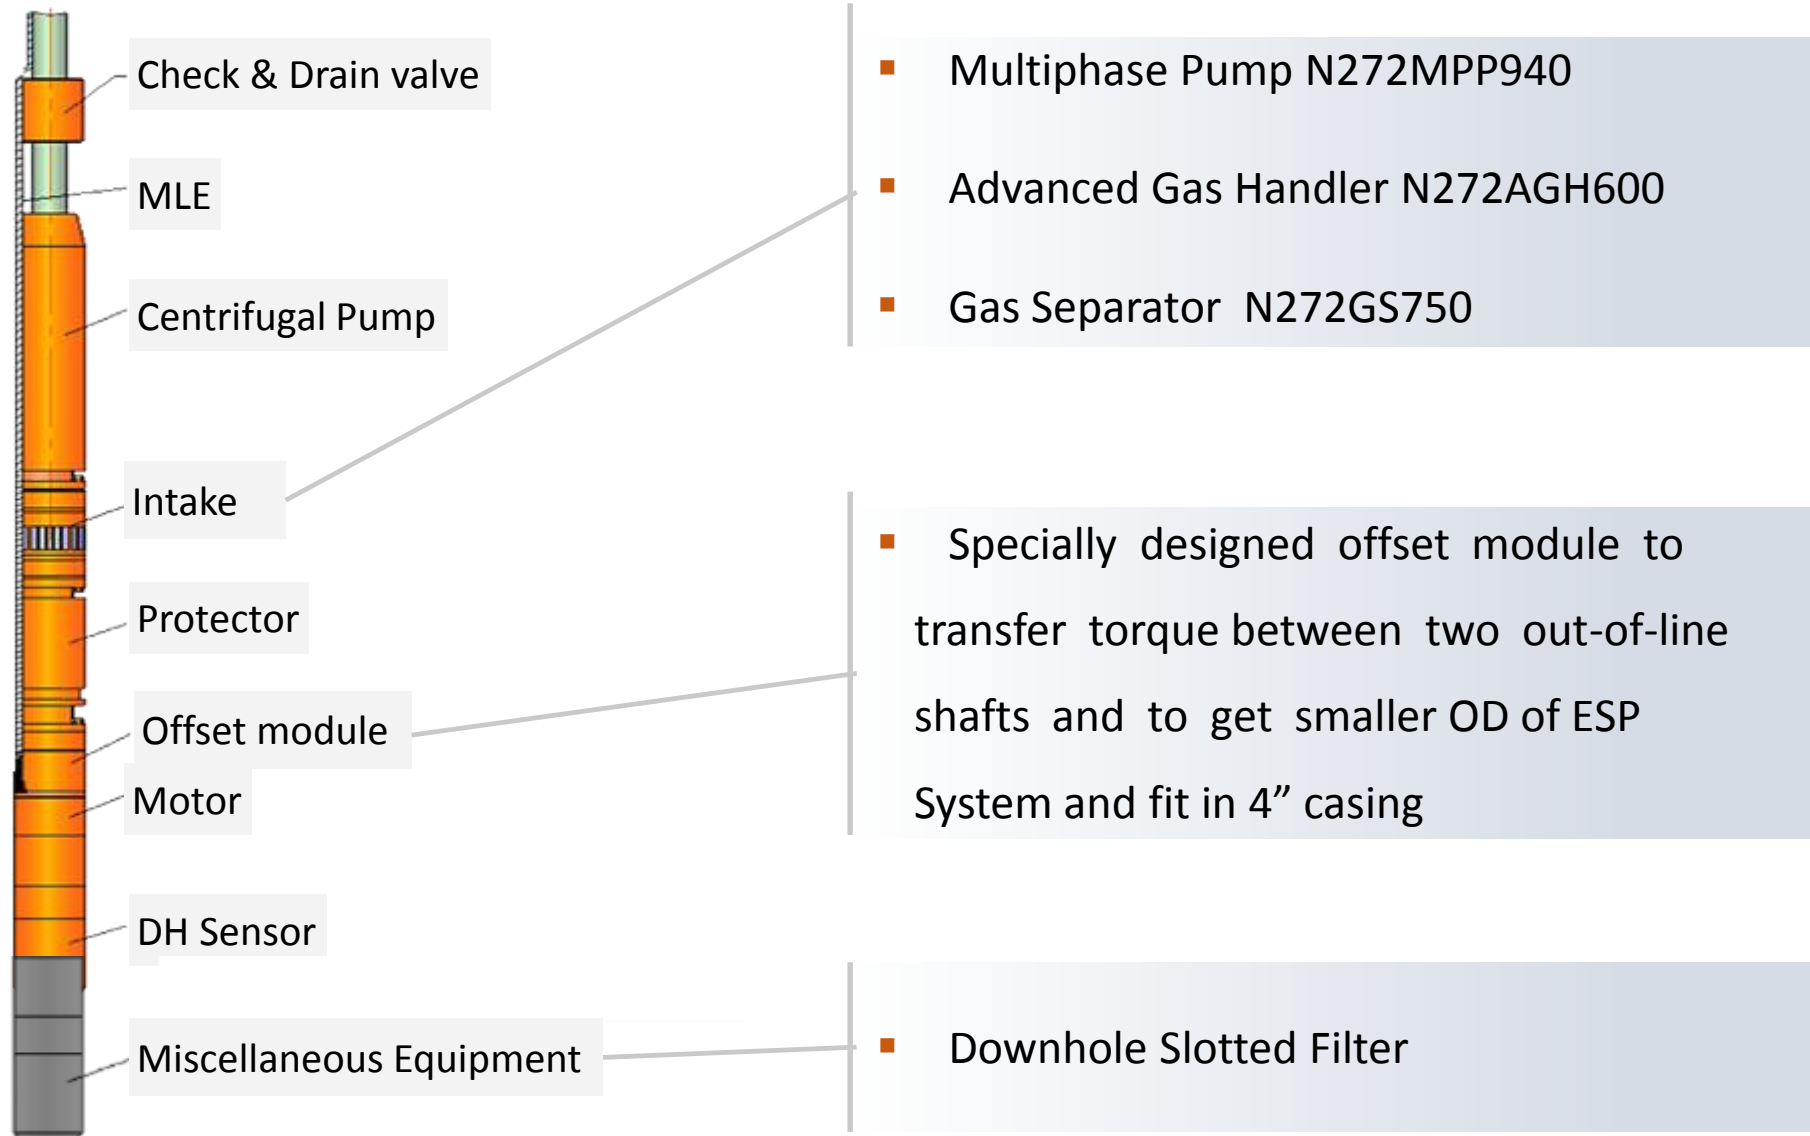 Check & Drain valve
MLE
Centrifugal Pump
Intake
Protector
Offset module
Motor
DH Sensor
Miscellaneous Equipment
▪ Multiphase Pump N272MPP940
▪ Advanced Gas Handler N272AGH600
▪ Gas Separator N272GS750
▪ Specially designed offset module to
transfer torque between two out-of-line
shafts and to get smaller OD of ESP
System and fit in 4” casing
▪ Downhole Slotted Filter